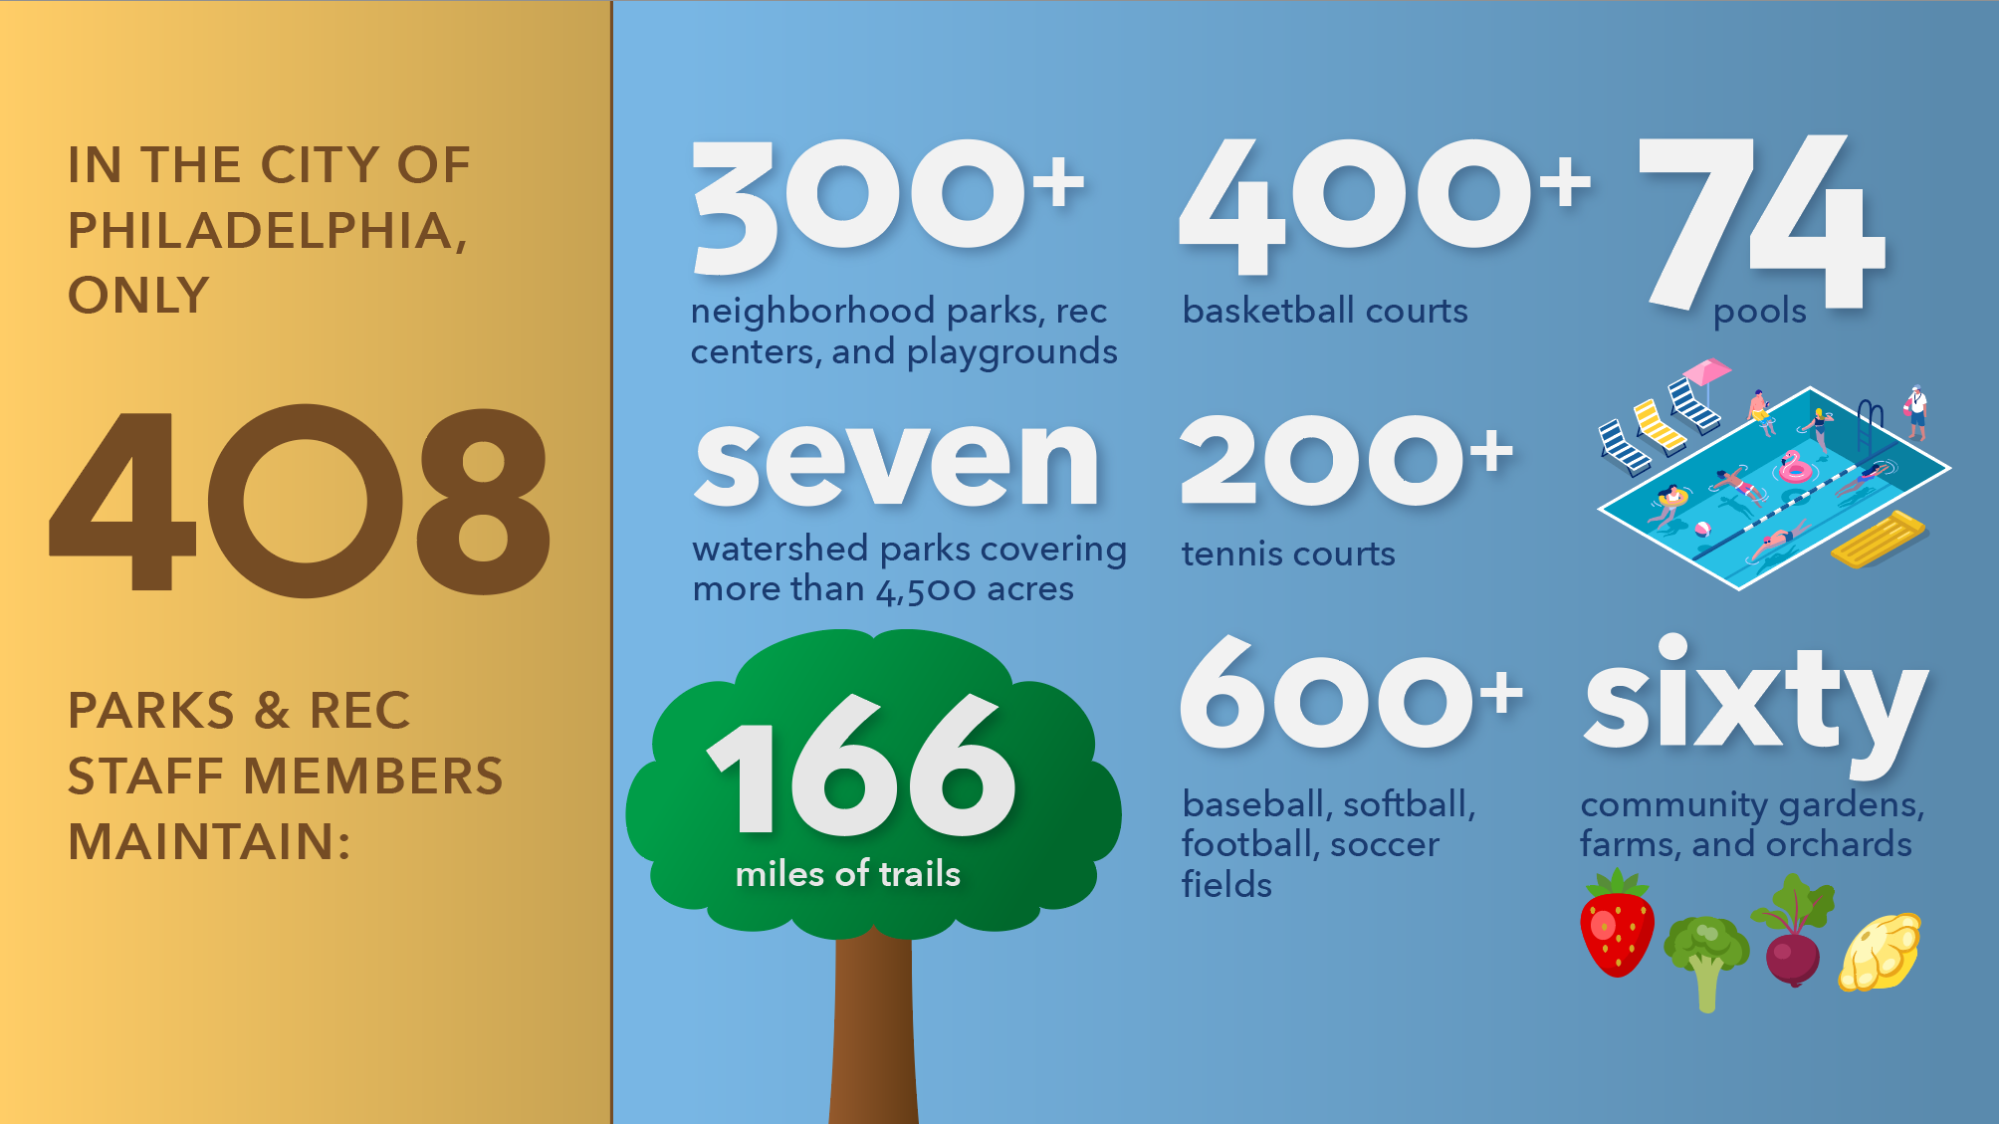 IN THE CITY OF
PHILADELPHIA,
ONLY
408
PARKS & REC
STAFF MEMBERS
MAINTAIN:
300+
neighborhood parks, rec
centers, and playgrounds
400+
basketball courts
74
pools
seven
watershed parks covering
more than 4,500 acres
200+
tennis courts
166
miles of trails
600+
baseball, softball,
football, soccer
fields
sixty
community gardens,
farms, and orchards